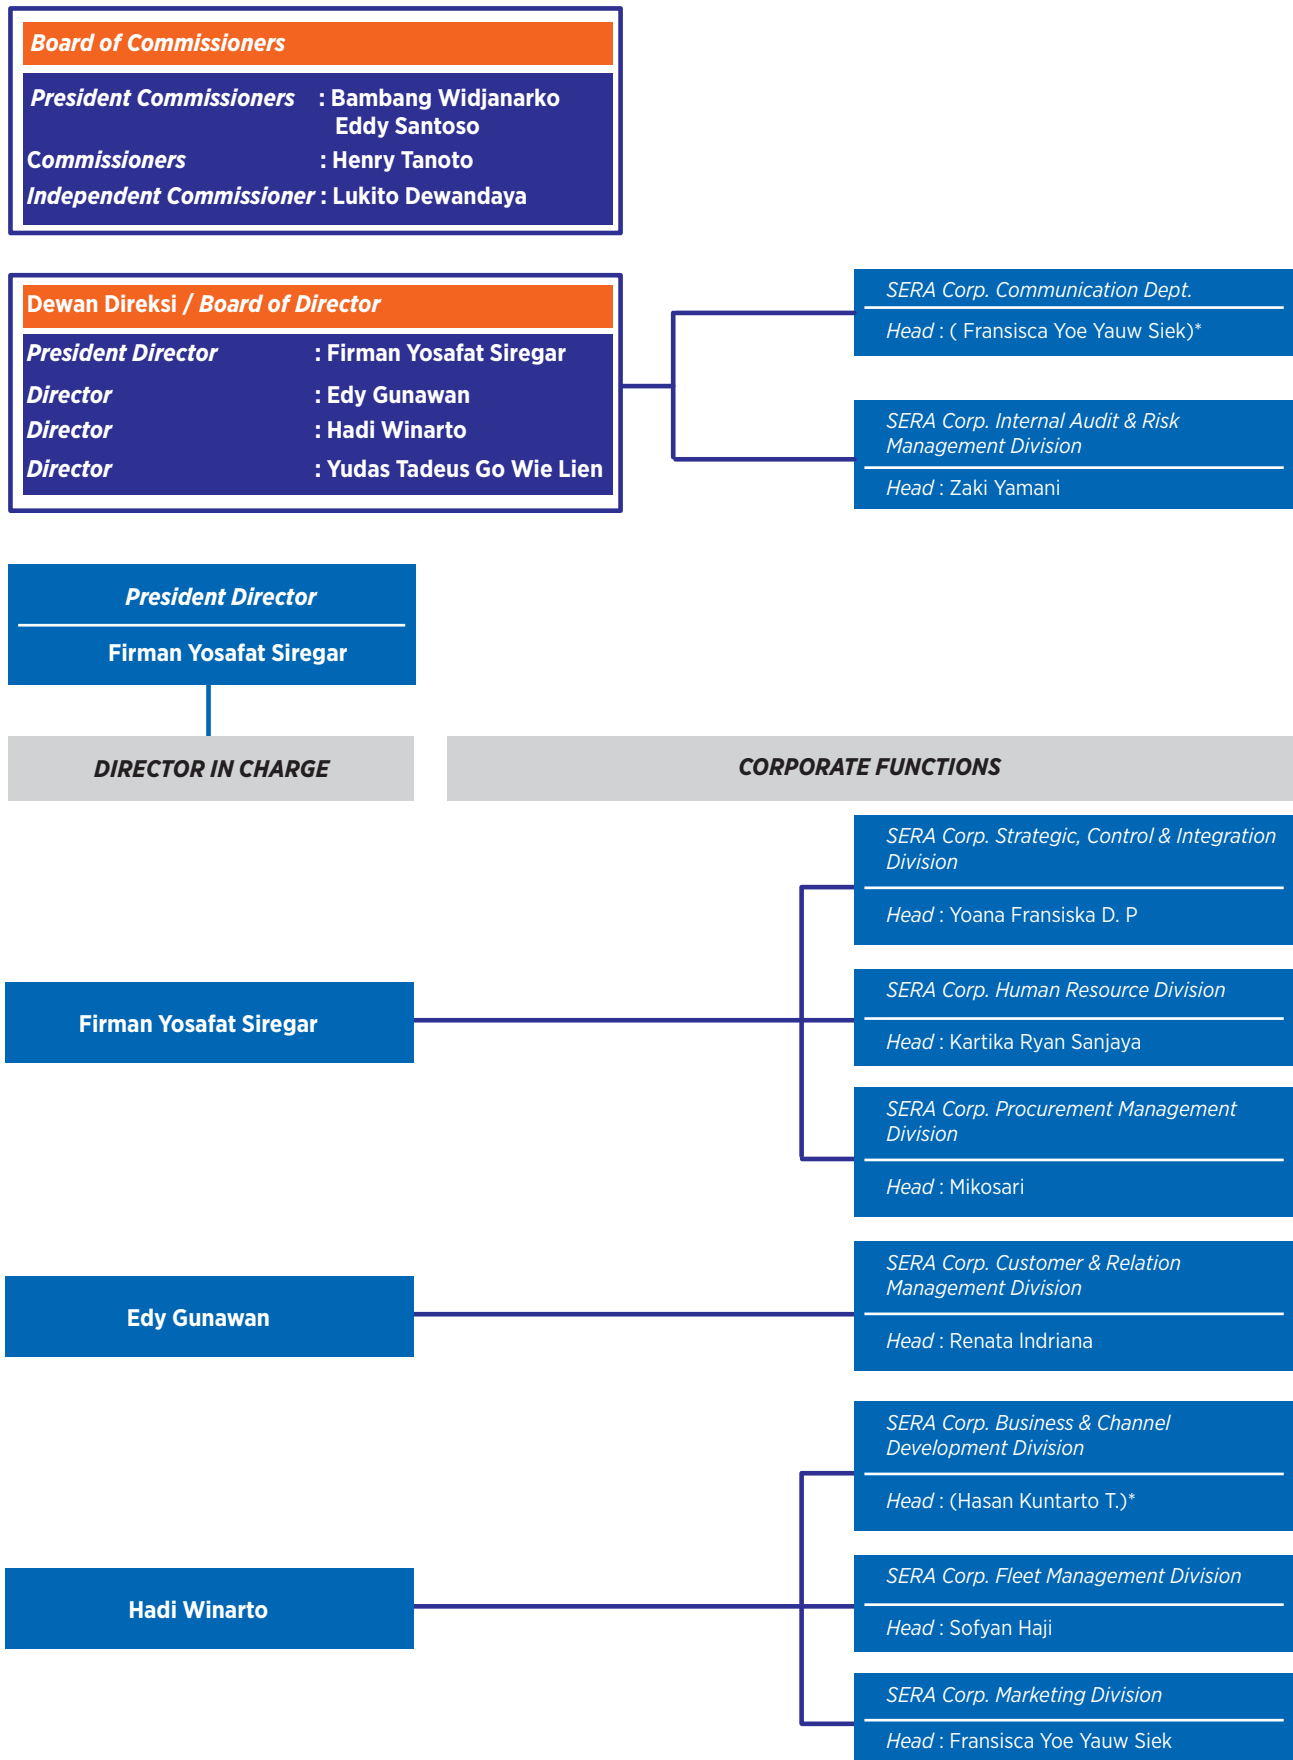 Board of Commissioners
President Commissioners : Bambang Widjanarko
Eddy Santoso
Commissioners : Henry Tanoto
Independent Commissioner : Lukito Dewandaya
Dewan Direksi / Board of Director
President Director : Firman Yosafat Siregar
Director : Edy Gunawan
Director : Hadi Winarto
Director : Yudas Tadeus Go Wie Lien
SERA Corp. Communication Dept.
Head : ( Fransisca Yoe Yauw Siek)*
SERA Corp. Internal Audit & Risk
Management Division
Head : Zaki Yamani
President Director
Firman Yosafat Siregar
DIRECTOR IN CHARGE
CORPORATE FUNCTIONS
Firman Yosafat Siregar
SERA Corp. Strategic, Control & Integration
Division
Head : Yoana Fransiska D. P
SERA Corp. Human Resource Division
Head : Kartika Ryan Sanjaya
SERA Corp. Procurement Management
Division
Head : Mikosari
Edy Gunawan
SERA Corp. Customer & Relation
Management Division
Head : Renata Indriana
Hadi Winarto
SERA Corp. Business & Channel
Development Division
Head : (Hasan Kuntarto T.)*
SERA Corp. Fleet Management Division
Head : Sofyan Haji
SERA Corp. Marketing Division
Head : Fransisca Yoe Yauw Siek